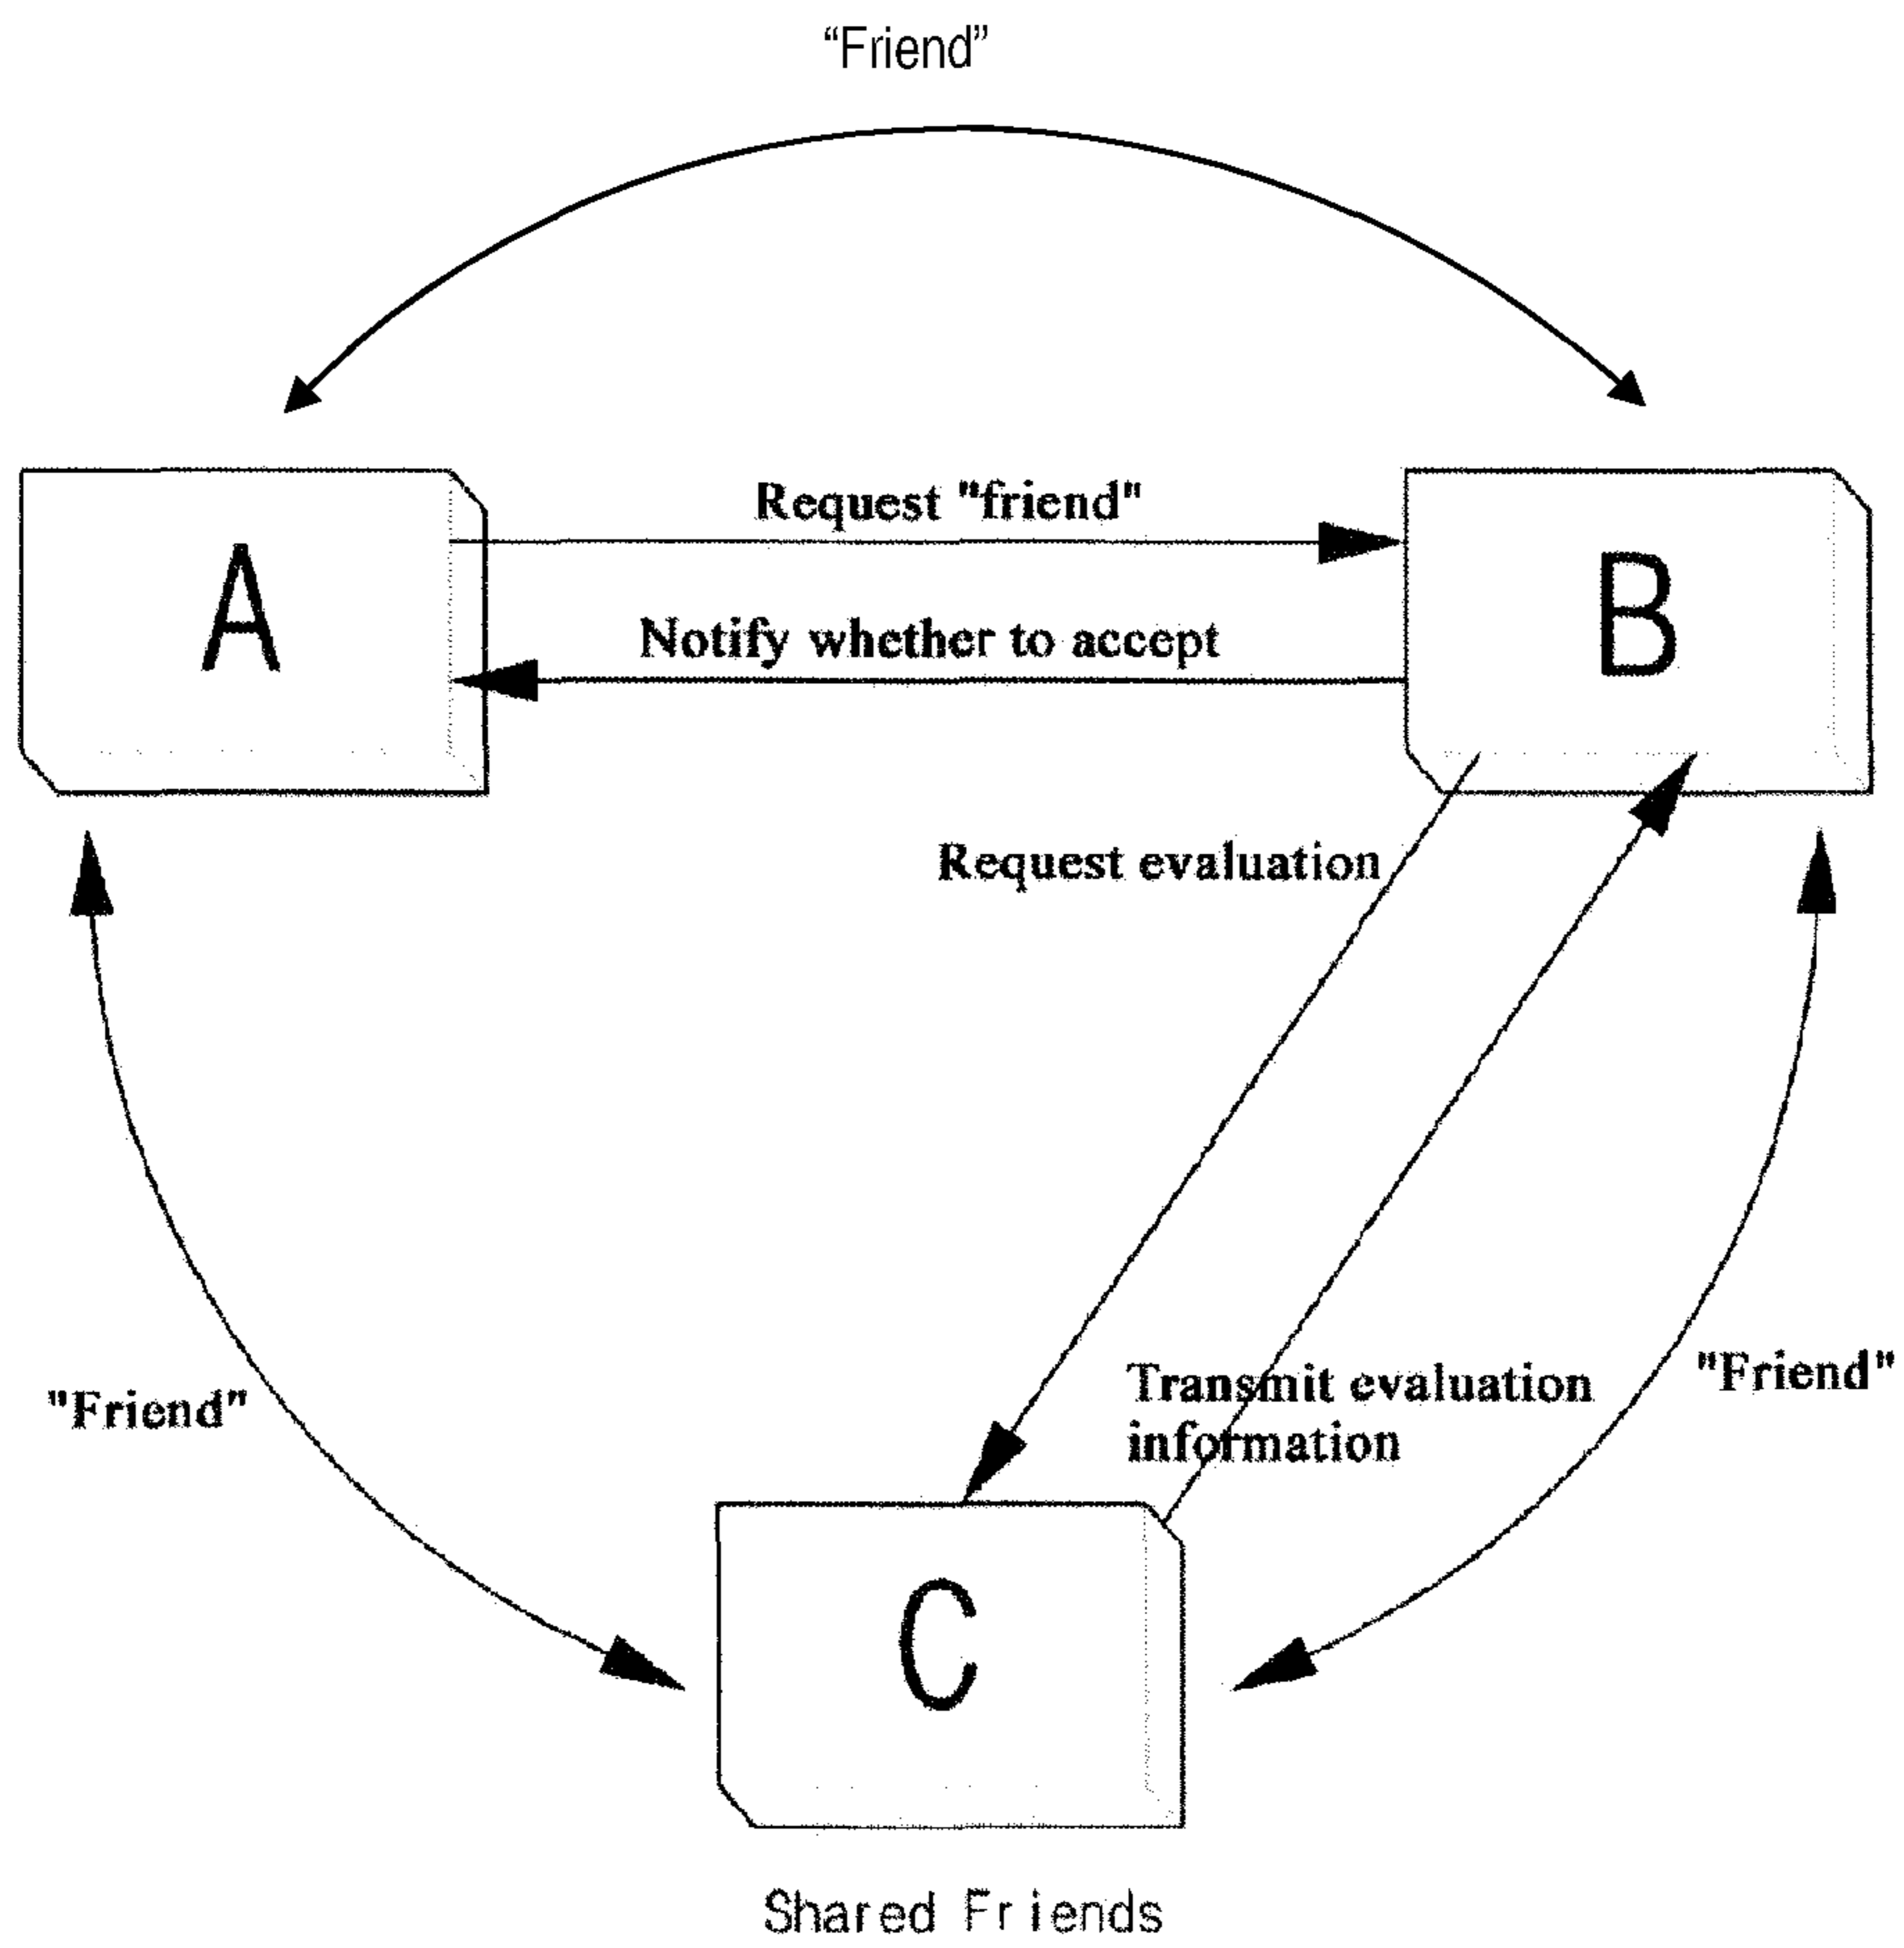 “Friend”
Request "friend"
A
B
Notify whether to accept
Request evaluation
"Friend"
Transmit evaluation
information
"Friend"
C
Shared Friends